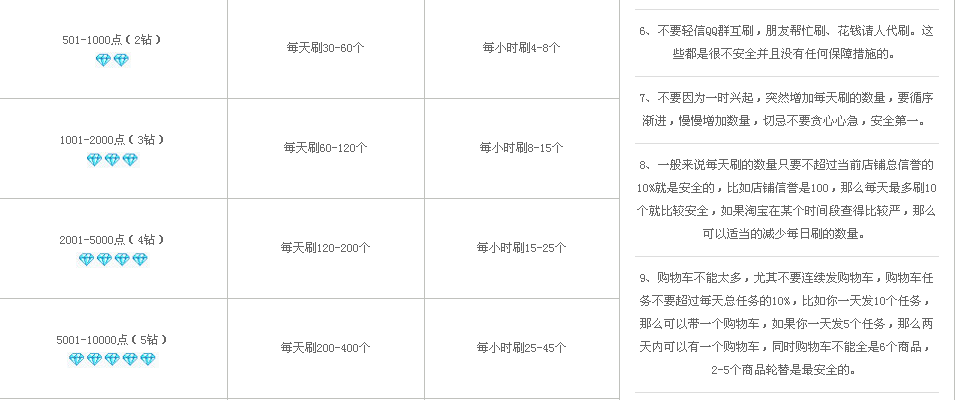 501-1000点（2钻）
每天刷30-60个
每小时刷4-8个
1001-2000点（3钻）
每天刷60-120个
每小时刷8-15个
2001-5000点（4钻）
每天刷120-200个
每小时刷15-25个
5001-10000点（5钻）
每天刷200-400个
每小时刷25-45个
6、不要轻信QQ群互刷，朋友帮忙刷、花钱请人代刷。这
些都是很不安全并且没有任何保障措施的。
7、不要因为一时兴起，突然增加每天刷的数量，要循序
渐进，慢慢增加数量，切忌不要贪心心急，安全第一。
8、一般来说每天刷的数量只要不超过当前店铺总信誉的
10%就是安全的，比如店铺信誉是100，那么每天最多刷10
个就比较安全，如果淘宝在某个时间段查得比较严，那么
可以适当的减少每日刷的数量。
9、购物车不能太多，尤其不要连续发购物车，购物车任
务不要超过每天总任务的10%，比如你一天发10个任务，
那么可以带一个购物车，如果你一天发5个任务，那么两
天内可以有一个购物车，同时购物车不能全是6个商品，
2-5个商品轮替是最安全的。